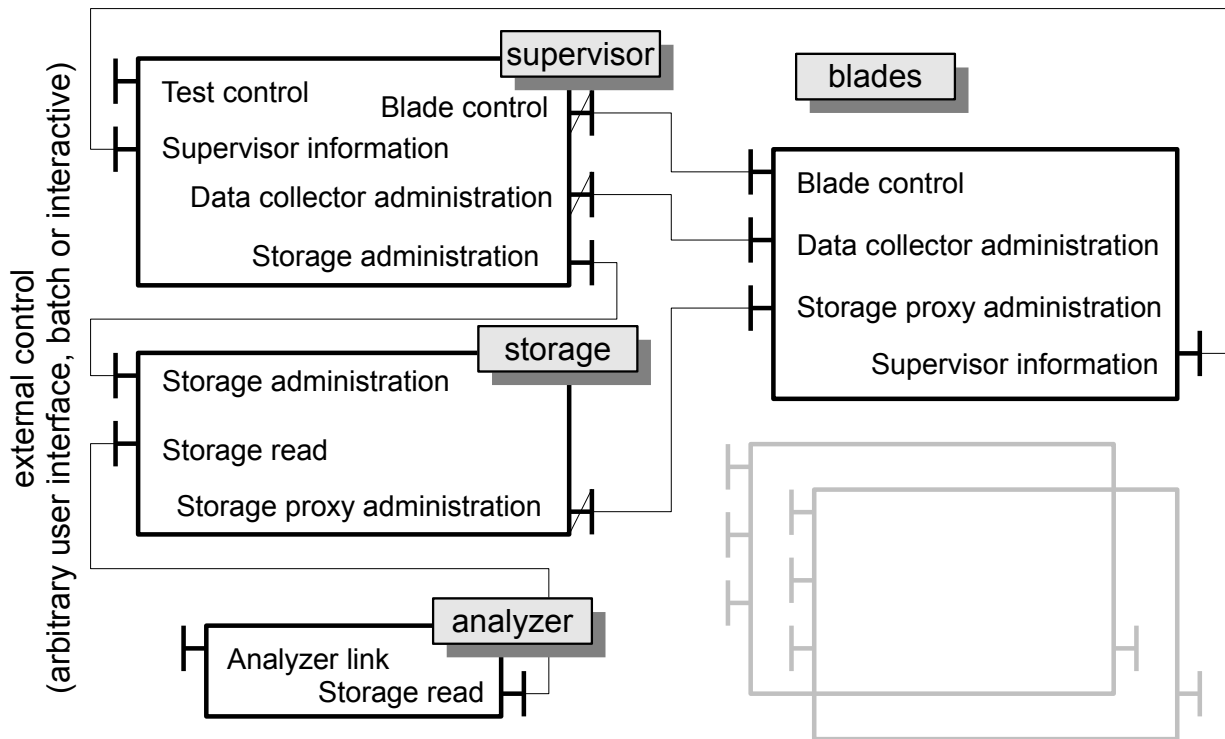 external control
(arbitrary user interface, batch or interactive)
supervisor
Test control
Blade control
Supervisor information
Data collector administration
Storage administration
blades
Blade control
Data collector administration
Storage proxy administration
Supervisor information
storage
Storage administration
Storage read
Storage proxy administration
analyzer
Analyzer link
Storage read